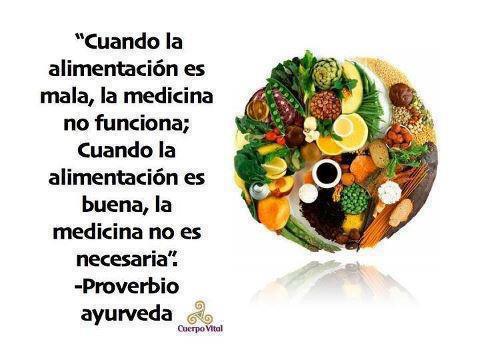 “Cuando la
alimentación es
mala, la medicina
no funciona;
Cuando la
alimentación es
buena, la
medicina no es
necesaria”.
-Proverbio
ayurveda
Cuerpo Vital